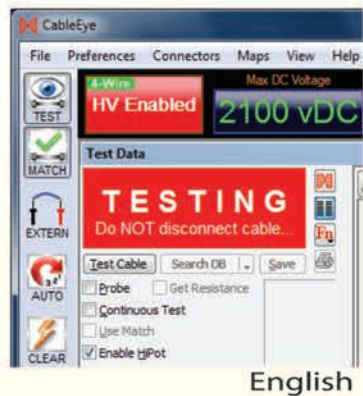 CableEye
File Preferences Connectors Maps View Help
TEST
4-Wire
HV Enabled
Max DC Voltage
2100 vDC
MATCH
Test Data
EXTERN
TESTING
Do NOT disconnect cable...
Fn
Test Cable Search DB Save
AUTO
Probe Get Resistance
Continuous Test
Use Match
CLEAR
Enable HiPot
English